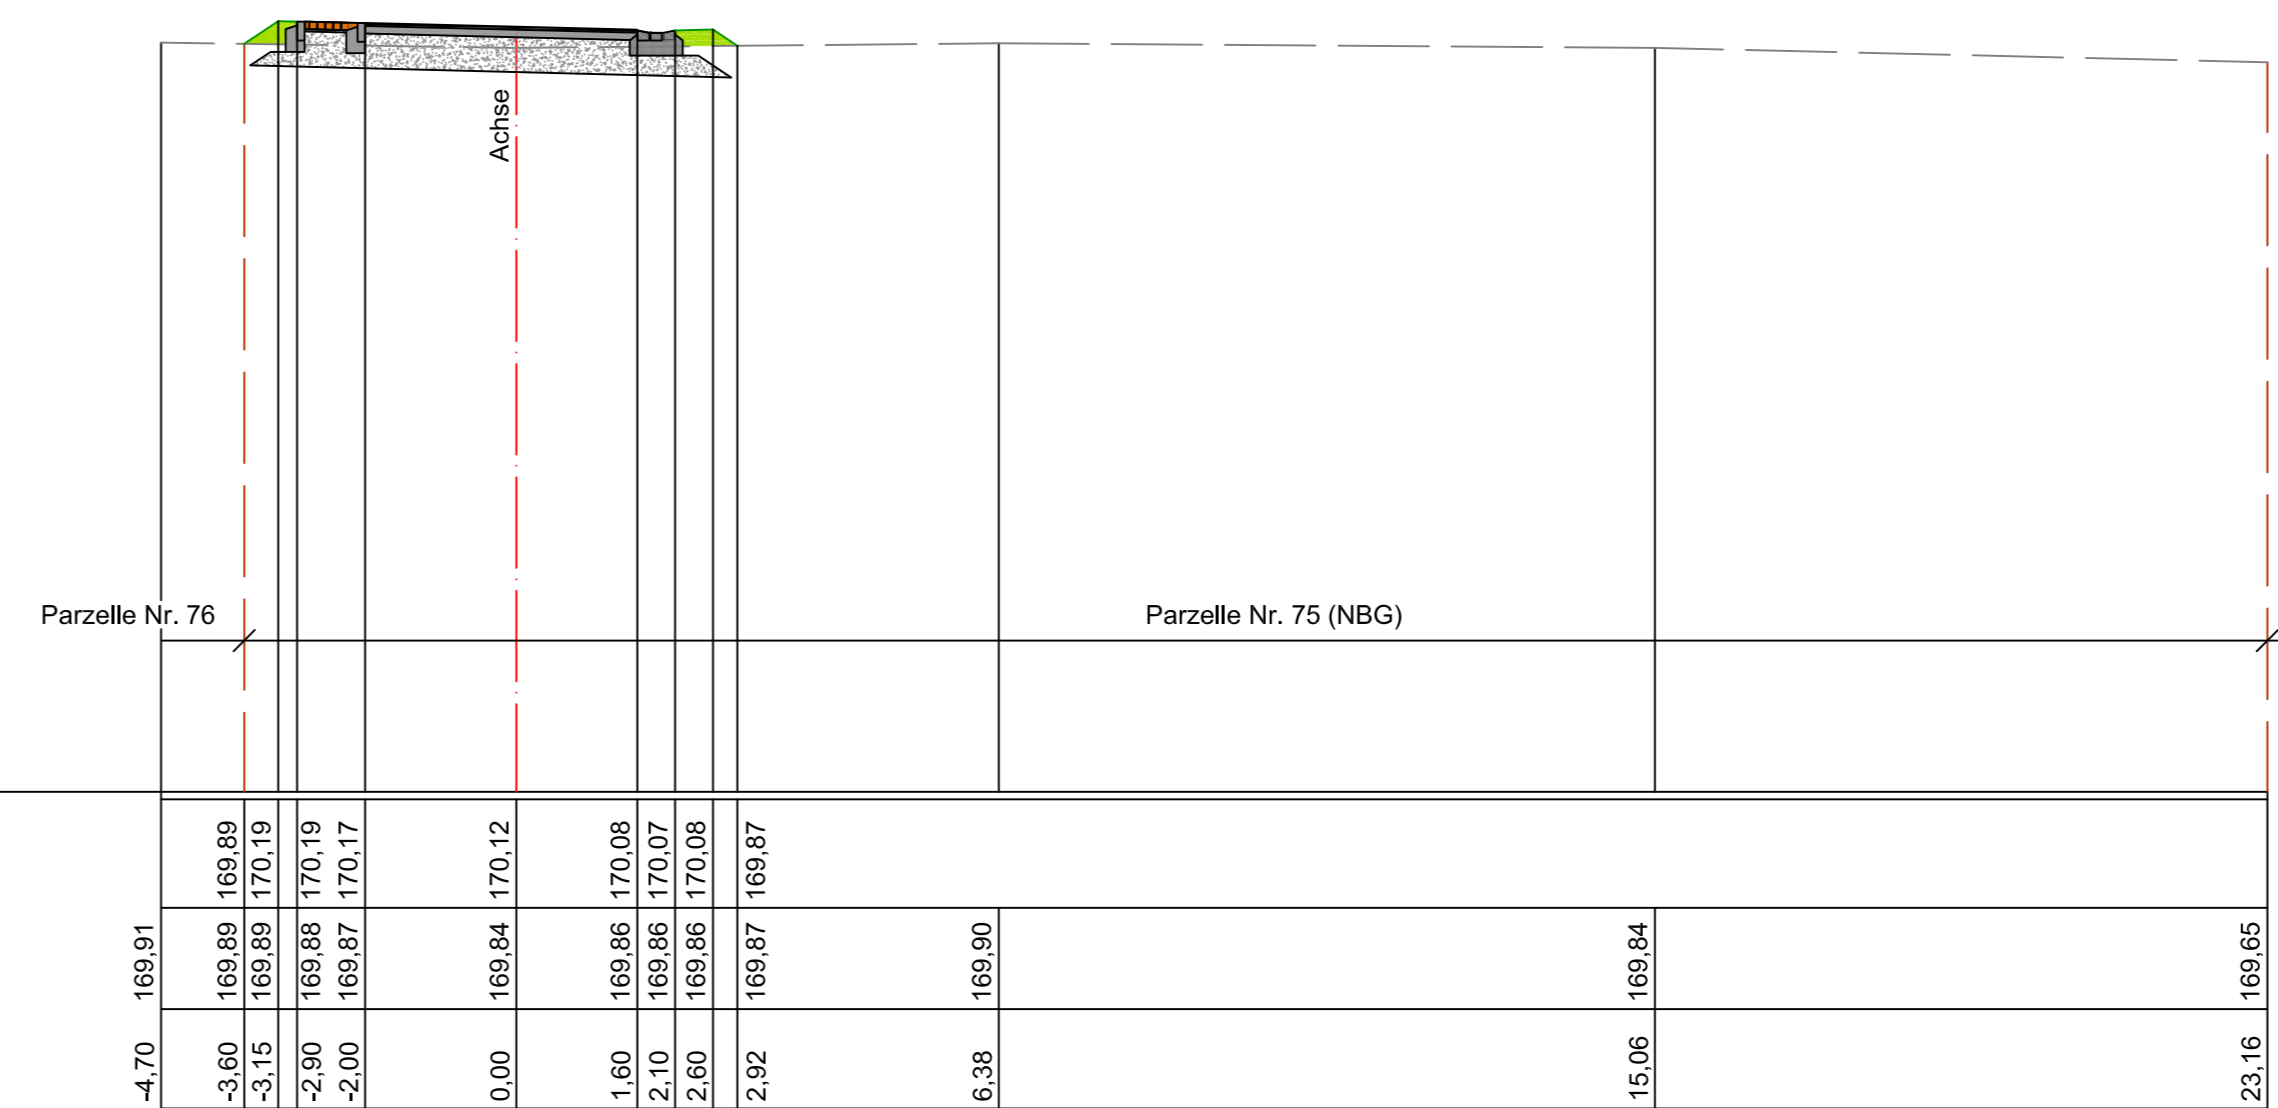 Achse
Parzelle Nr. 76
Parzelle Nr. 75 (NBG)
169,89 170,19 170,19 170,17 170,12 170,08 170,07 170,08 169,87
169,91 169,89 169,89 169,88 169,87 169,84 169,86 169,86 169,86 169,87 169,90 169,84 169,65
-4,70 -3,60 -3,15 -2,90 -2,00 0,00 1,60 2,10 2,60 2,92 6,38 15,06 23,16